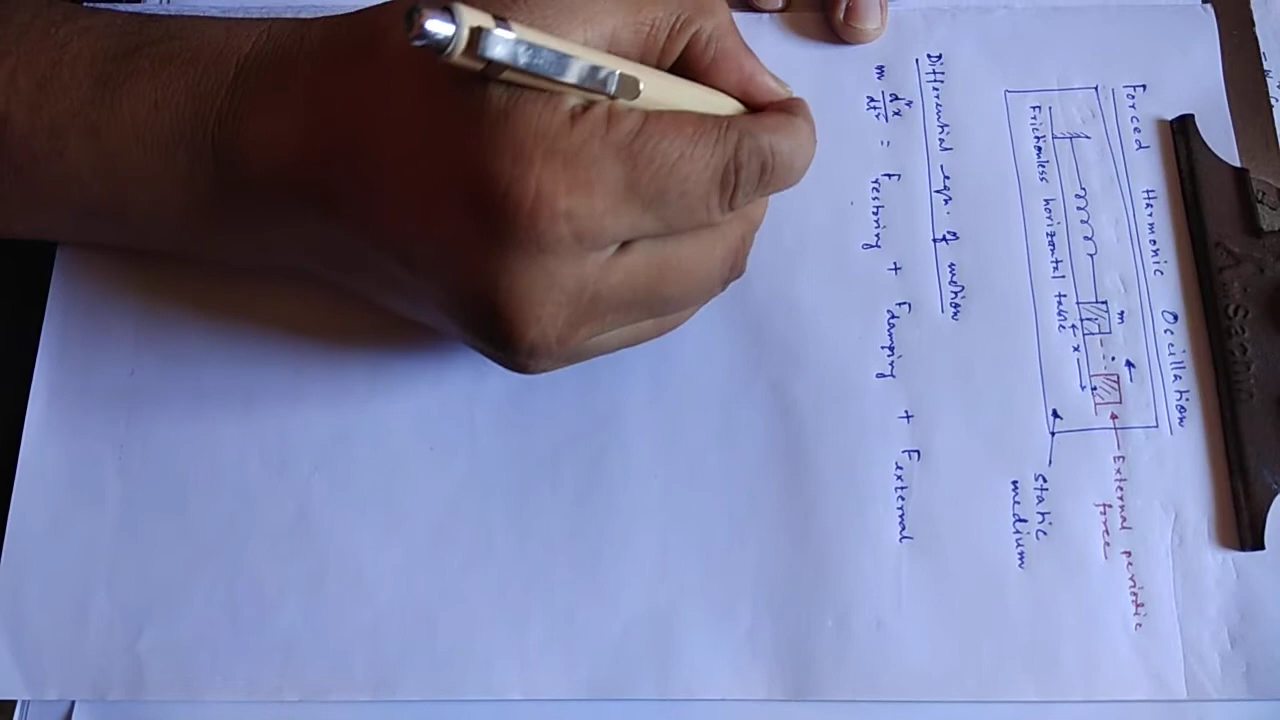 Forced Harmonic Oscillation
m
External periodic
force
x
Frictionless horizontal table
static
medium
Differential eqn. of motion
m d²x/dt² = F restoring + F damping + F external